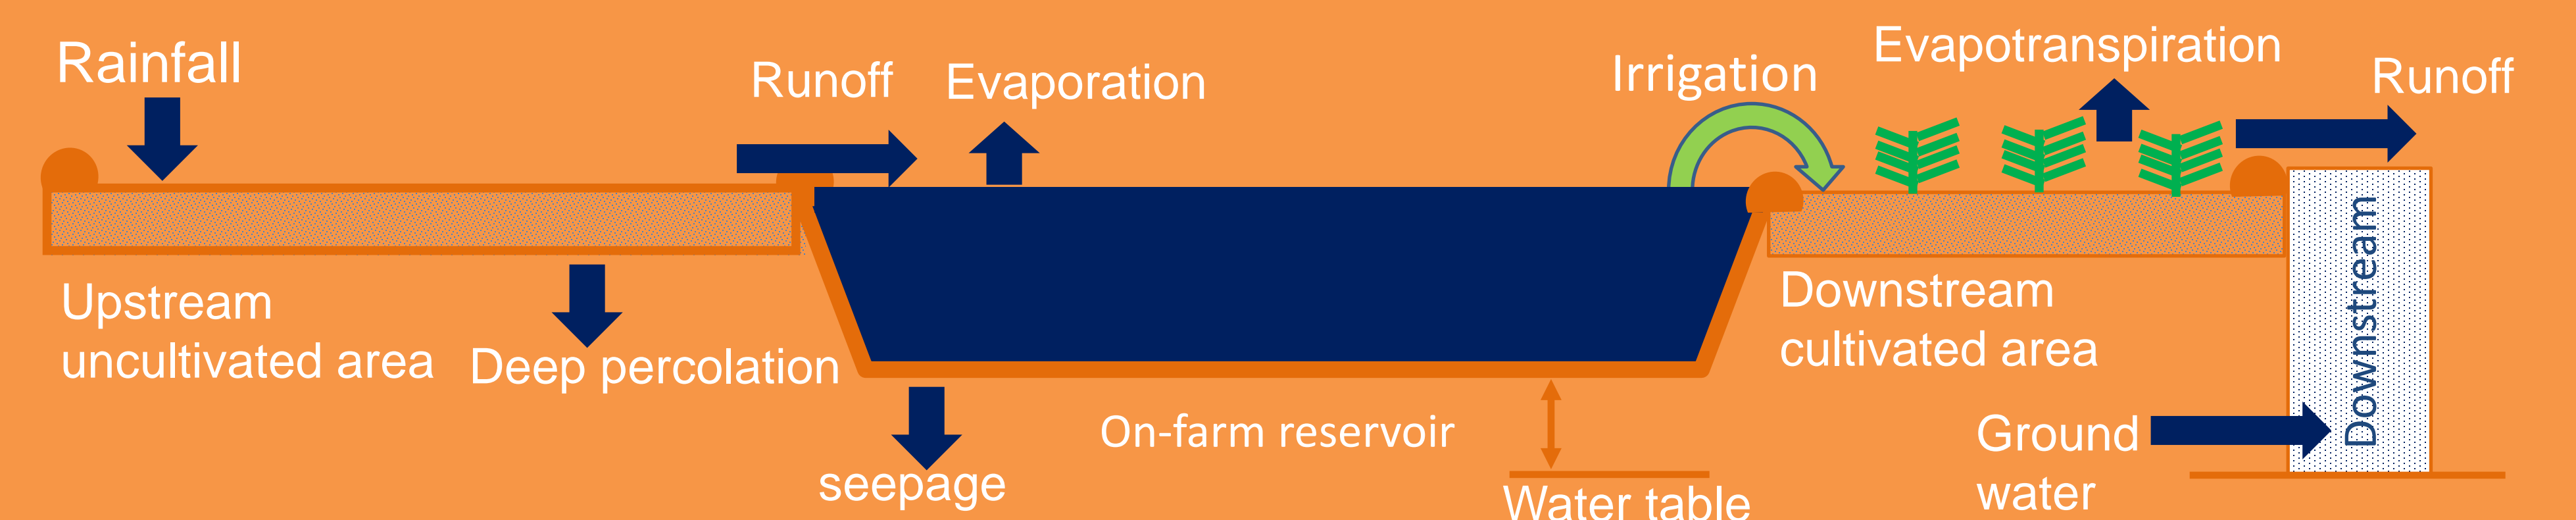 Rainfall
Runoff
Evaporation
Irrigation
Evapotranspiration
Runoff
Upstream
uncultivated area
Deep percolation
seepage
On-farm reservoir
Water table
Downstream
cultivated area
Ground
water
Downstream